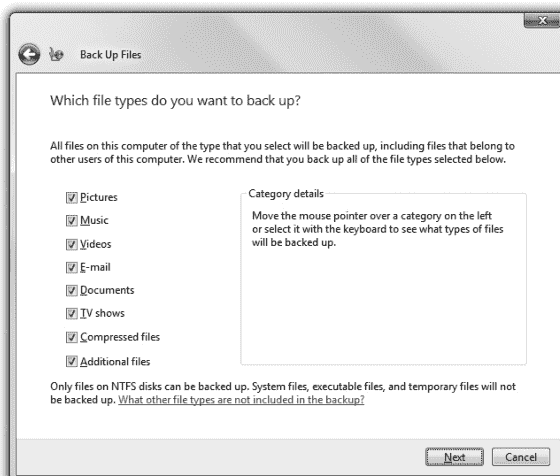 Back Up Files
Which file types do you want to back up?
All files on this computer of the type that you select will be backed up, including files that belong to
other users of this computer. We recommend that you back up all of the file types selected below.
Pictures
Music
Videos
E-mail
Documents
TV shows
Compressed files
Additional files
Category details
Move the mouse pointer over a category on the left
or select it with the keyboard to see what types of files
will be backed up.
Only files on NTFS disks can be backed up. System files, executable files, and temporary files will not
be backed up. What other file types are not included in the backup?
Next Cancel